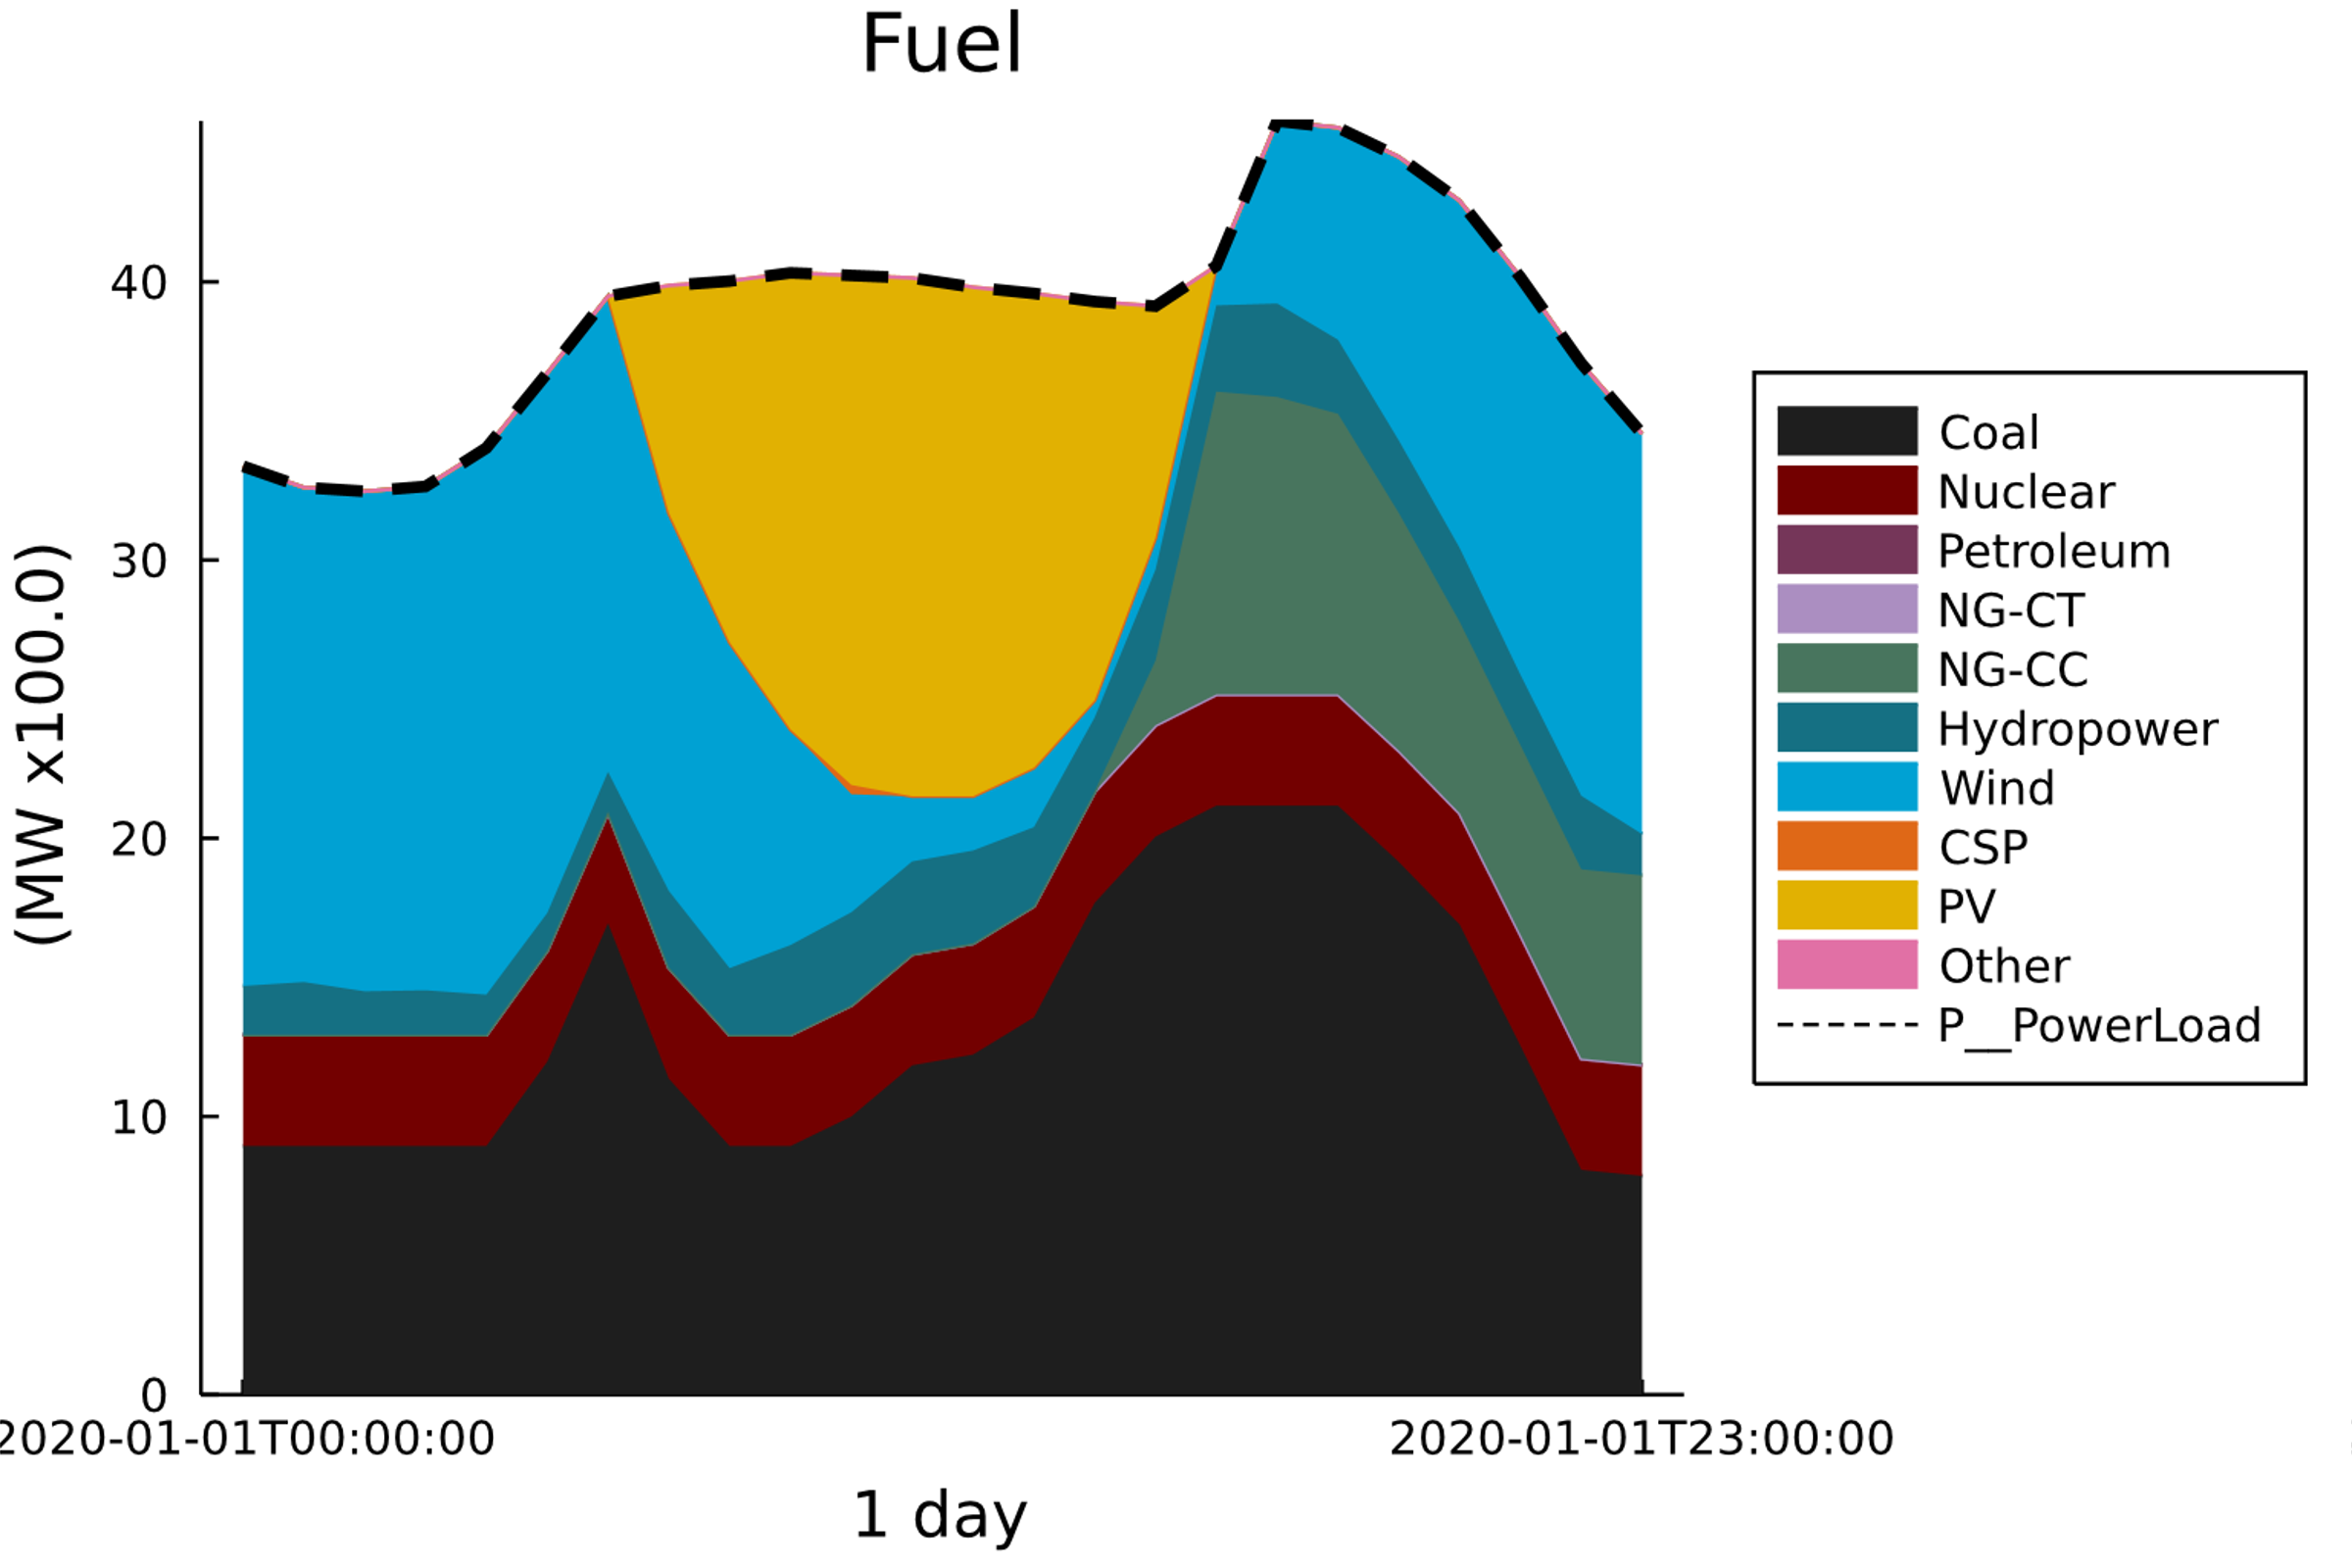 Fuel
(MW x100.0)
40
30
20
10
0
2020-01-01T00:00:00
2020-01-01T23:00:00
1 day
Coal
Nuclear
Petroleum
NG-CT
NG-CC
Hydropower
Wind
CSP
PV
Other
P__PowerLoad